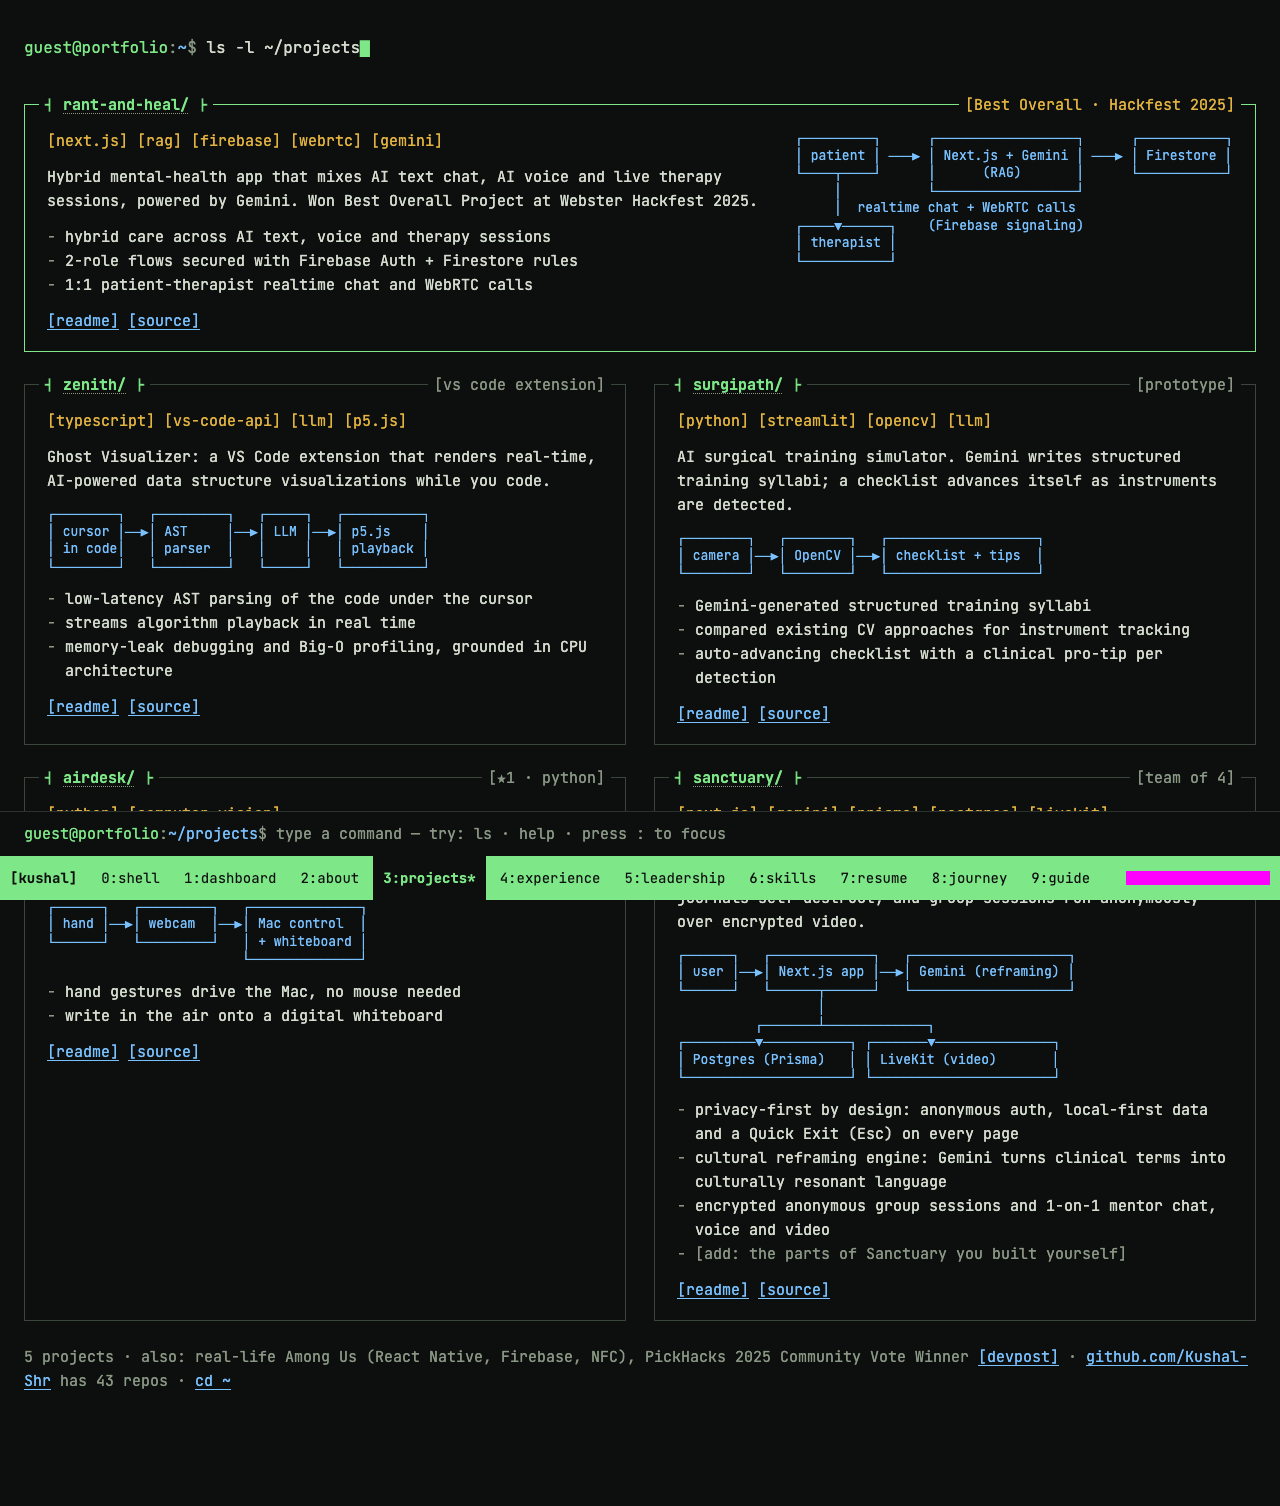 guest@portfolio:~$ ls -l ~/projects
rant-and-heal/
[Best Overall · Hackfest 2025]
[next.js] [rag] [firebase] [webrtc] [gemini]
Hybrid mental-health app that mixes AI text chat, AI voice and live therapy
sessions, powered by Gemini. Won Best Overall Project at Webster Hackfest 2025.
- hybrid care across AI text, voice and therapy sessions
- 2-role flows secured with Firebase Auth + Firestore rules
- 1:1 patient-therapist realtime chat and WebRTC calls
[readme] [source]
patient
Next.js + Gemini
(RAG)
Firestore
realtime chat + WebRTC calls
(Firebase signaling)
therapist
zenith/
[vs code extension]
[typescript] [vs-code-api] [llm] [p5.js]
Ghost Visualizer: a VS Code extension that renders real-time,
AI-powered data structure visualizations while you code.
cursor
in code
AST
parser
LLM
p5.js
playback
- low-latency AST parsing of the code under the cursor
- streams algorithm playback in real time
- memory-leak debugging and Big-O profiling, grounded in CPU
architecture
[readme] [source]
surgipath/
[prototype]
[python] [streamlit] [opencv] [llm]
AI surgical training simulator. Gemini writes structured
training syllabi; a checklist advances itself as instruments
are detected.
camera
OpenCV
checklist + tips
- Gemini-generated structured training syllabi
- compared existing CV approaches for instrument tracking
- auto-advancing checklist with a clinical pro-tip per
detection
[readme] [source]
airdesk/
[★1 · python]
sanctuary/
[team of 4]
guest@portfolio:~/projects$ type a command — try: ls · help · press : to focus
[kushal] 0:shell 1:dashboard 2:about 3:projects* 4:experience 5:leadership 6:skills 7:resume 8:journey 9:guide
hand
webcam
Mac control
+ whiteboard
- hand gestures drive the Mac, no mouse needed
- write in the air onto a digital whiteboard
[readme] [source]
over encrypted video.
user
Next.js app
Gemini (reframing)
Postgres (Prisma)
LiveKit (video)
- privacy-first by design: anonymous auth, local-first data
and a Quick Exit (Esc) on every page
- cultural reframing engine: Gemini turns clinical terms into
culturally resonant language
- encrypted anonymous group sessions and 1-on-1 mentor chat,
voice and video
- [add: the parts of Sanctuary you built yourself]
[readme] [source]
5 projects · also: real-life Among Us (React Native, Firebase, NFC), PickHacks 2025 Community Vote Winner [devpost] · github.com/Kushal-
Shr has 43 repos · cd ~